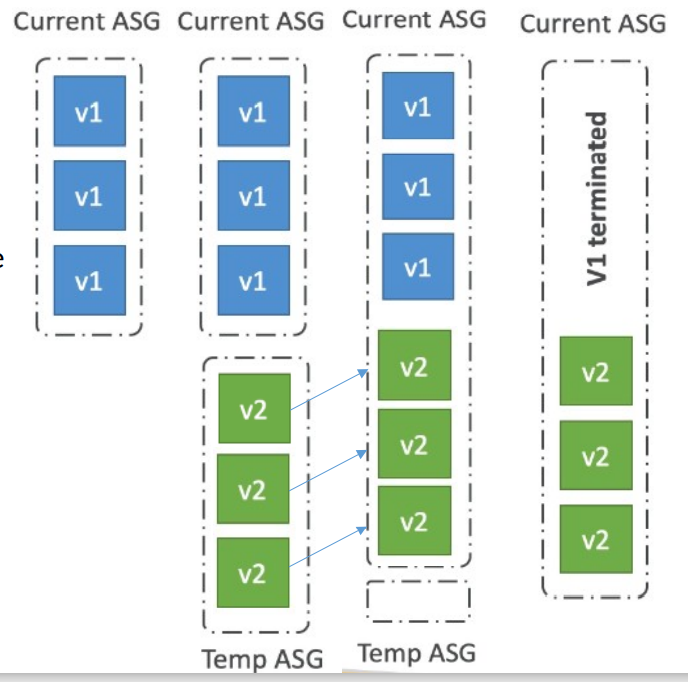 Current ASG Current ASG Current ASG Current ASG
v1 v1 v1
v1 v1 v1
v1 v1 v1
V1 terminated
e
v2 v2 v2
v2 v2 v2
v2 v2 v2
Temp ASG Temp ASG